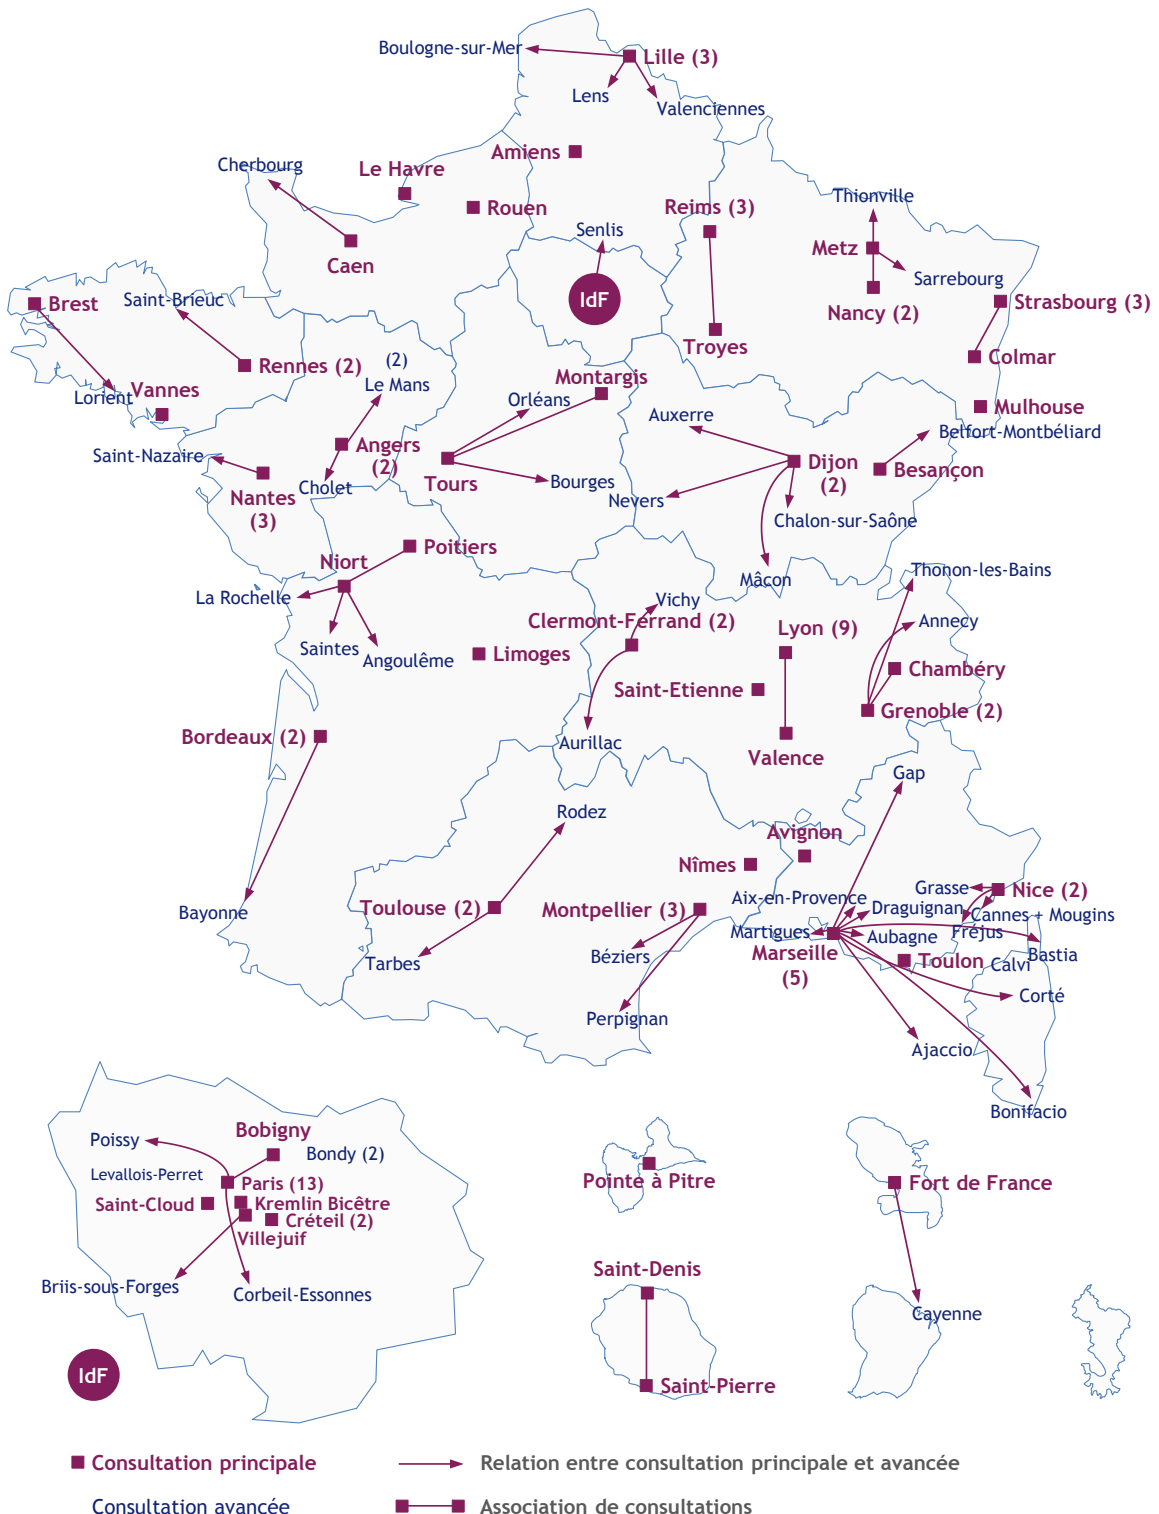 Boulogne-sur-Mer
Lille (3)
Lens
Valenciennes
Amiens
Cherbourg
Le Havre
Rouen
Caen
Senlis
IdF
Reims (3)
Troyes
Thionville
Metz
Sarrebourg
Nancy (2)
Strasbourg (3)
Colmar
Mulhouse
Belfort-Montbéliard
Besançon
Brest
Saint-Brieuc
Rennes (2)
Lorient
Vannes
(2)
Le Mans
Angers
(2)
Cholet
Saint-Nazaire
Nantes
(3)
Montargis
Orléans
Tours
Bourges
Auxerre
Dijon
(2)
Nevers
Chalon-sur-Saône
Mâcon
Poitiers
Niort
La Rochelle
Saintes
Angoulême
Limoges
Vichy
Clermont-Ferrand (2)
Aurillac
Lyon (9)
Saint-Etienne
Valence
Thonon-les-Bains
Annecy
Chambéry
Grenoble (2)
Bordeaux (2)
Bayonne
Rodez
Toulouse (2)
Tarbes
Nîmes
Montpellier (3)
Béziers
Perpignan
Avignon
Gap
Aix-en-Provence
Draguignan
Martigues
Aubagne
Marseille
(5)
Toulon
Grasse
Nice (2)
Cannes + Mougins
Fréjus
Bastia
Calvi
Corté
Ajaccio
Bonifacio
Poissy
Bobigny
Bondy (2)
Levallois-Perret
Paris (13)
Saint-Cloud
Kremlin Bicêtre
Créteil (2)
Villejuif
Briis-sous-Forges
Corbeil-Essonnes
IdF
Pointe à Pitre
Fort de France
Saint-Denis
Saint-Pierre
Cayenne
Consultation principale
Relation entre consultation principale et avancée
Consultation avancée
Association de consultations